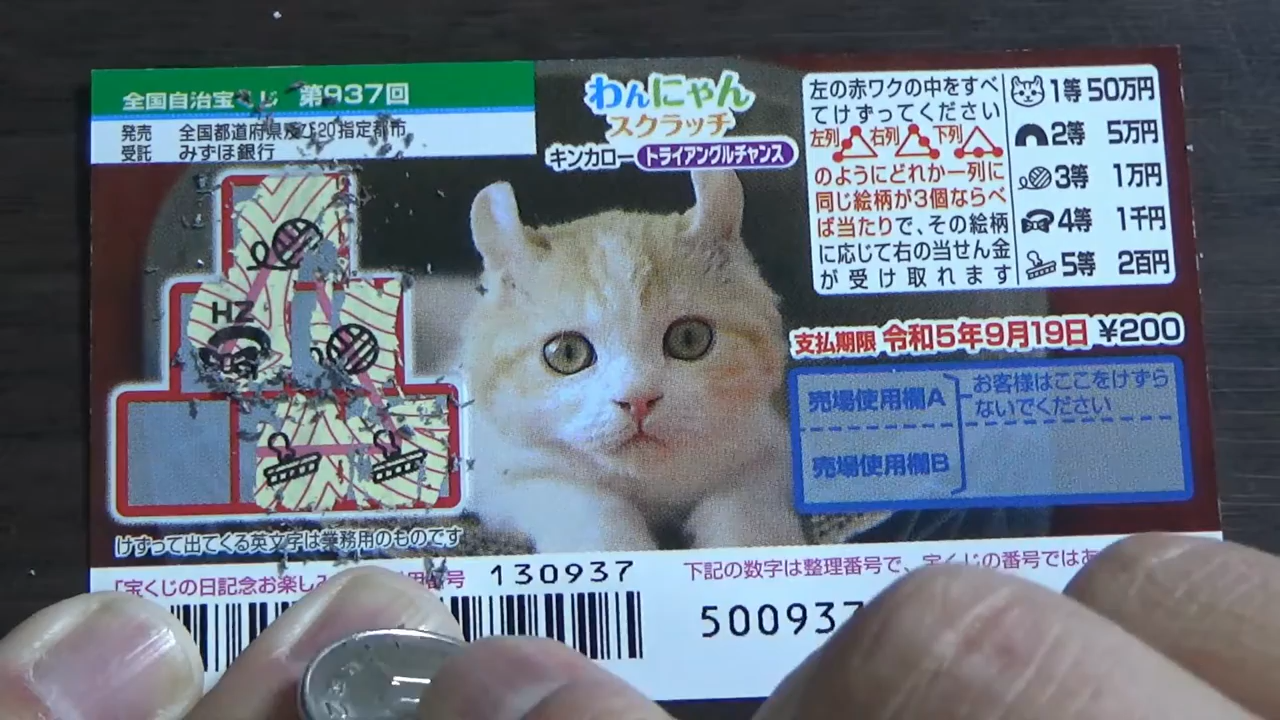 全国自治宝くじ 第937回
発売 全国都道府県及び20指定都市
受託 みずほ銀行
わんにゃん
スクラッチ
キンカロー トライアングルチャンス
左の赤ワクの中をすべ
てけずってください
左列 右列 下列
のようにどれか一列に
同じ絵柄が3個ならべ
ば当たりで、その絵柄
に応じて右の当せん金
が受け取れます
1等 50万円
2等 5万円
3等 1万円
4等 1千円
5等 2百円
支払期限 令和5年9月19日 ¥200
売場使用欄A
お客様はここをけずら
ないでください
売場使用欄B
HZ
けずって出てくる英文字は業務用のものです
「宝くじの日記念お楽しみ 番号 130937
下記の数字は整理番号で、宝くじの番号ではあ
500937